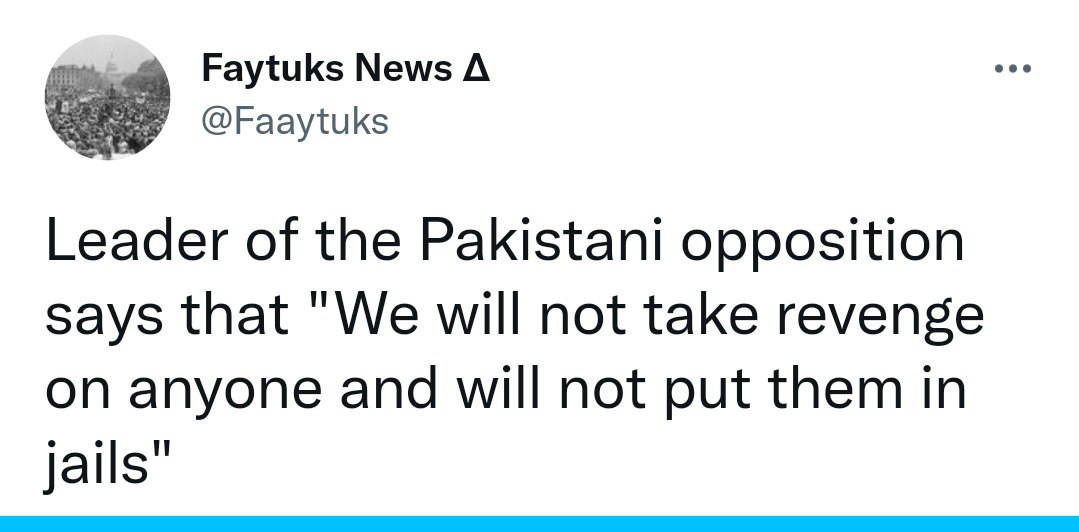 Faytuks News Δ
@Faaytuks
Leader of the Pakistani opposition
says that "We will not take revenge
on anyone and will not put them in
jails"